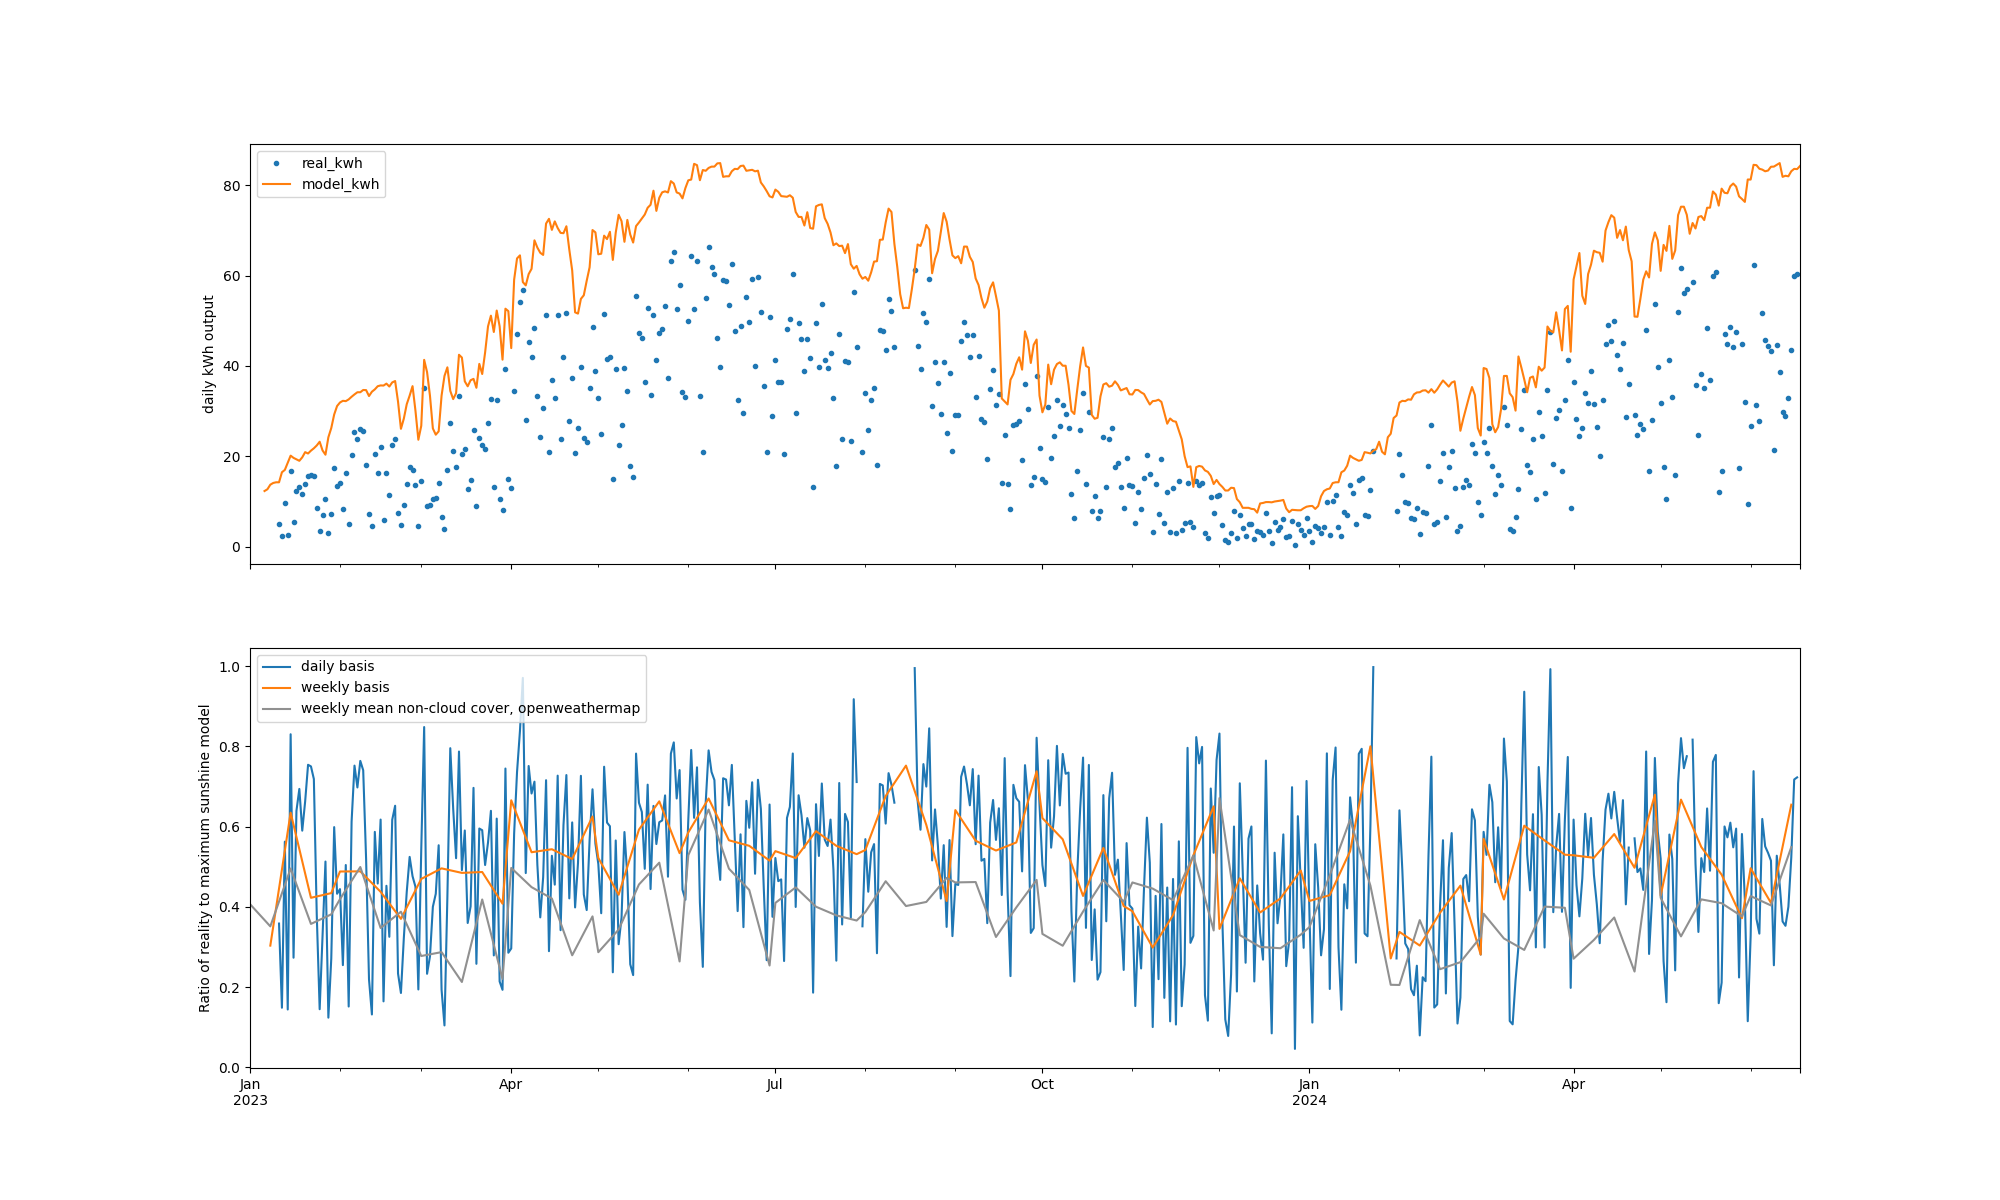 real_kwh
model_kwh
daily kWh output
80
60
40
20
0
daily basis
weekly basis
weekly mean non-cloud cover, openweathermap
Ratio of reality to maximum sunshine model
1.0
0.8
0.6
0.4
0.2
0.0
Jan
2023
Apr
Jul
Oct
Jan
2024
Apr